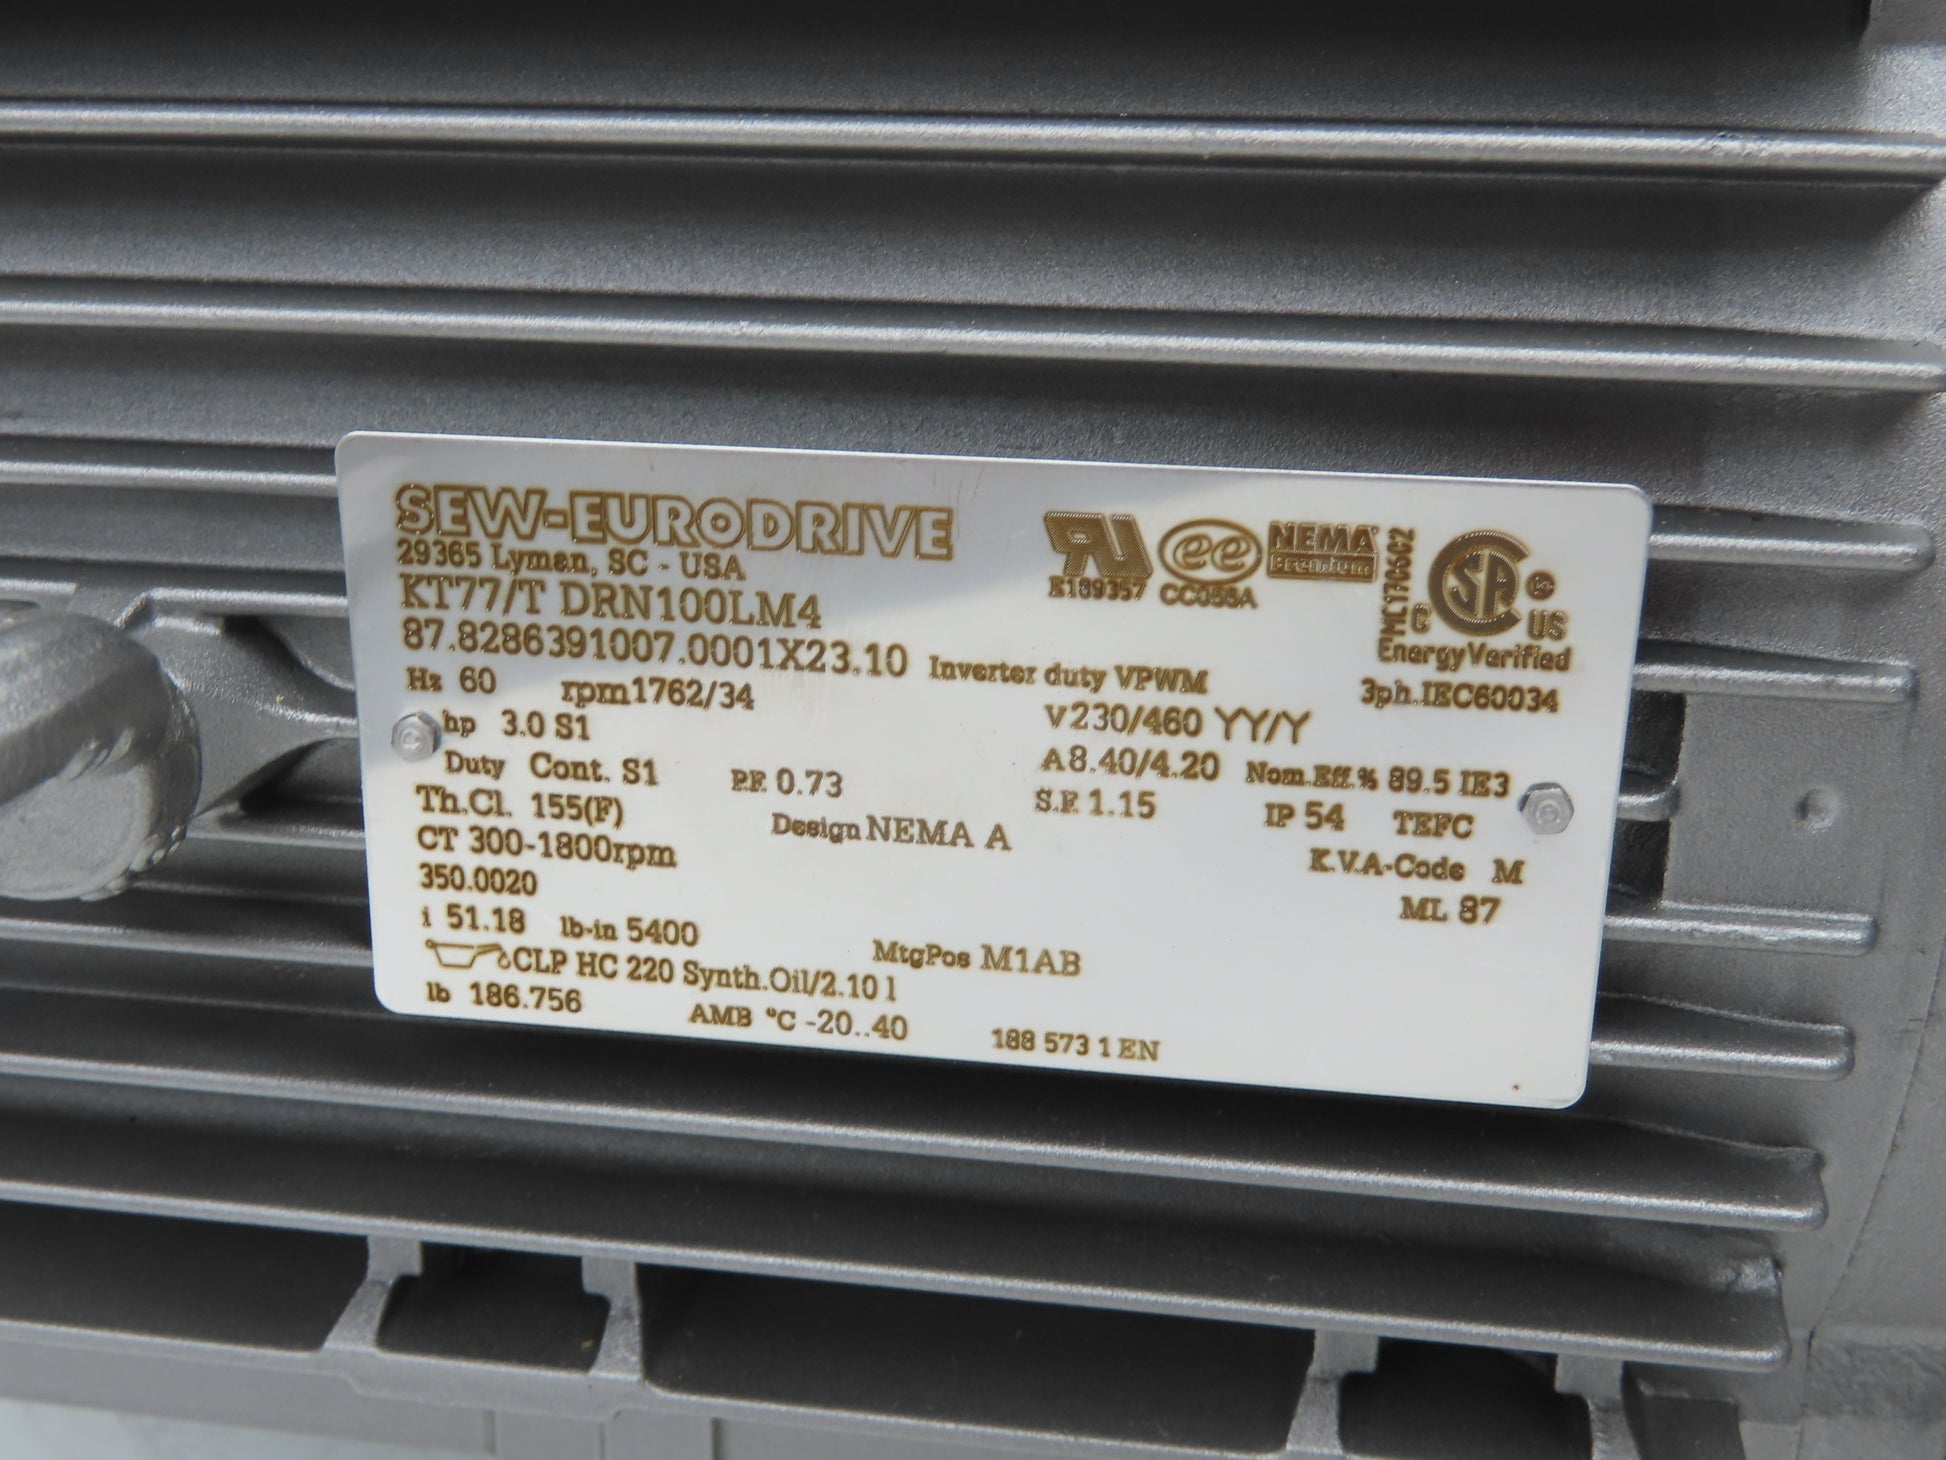 SEW-EURODRIVE
29365 Lyman, SC - USA
KT77/T DRN100LM4
87.8286391007.0001X23.10 Inverter duty VPWM
E189357 CC056A
ee
NEMA
Premium
EMC170602
CSA
C US
EnergyVerified
3ph.IEC60034
Hz 60 rpm1762/34
hp 3.0 S1 V230/460 YY/Y
Duty Cont. S1 P.F. 0.73 A8.40/4.20 Nom.Eff.% 89.5 IE3
Th.Cl. 155(F) Design NEMA A S.F. 1.15 IP 54 TEFC
CT 300-1800rpm K.V.A-Code M
350.0020 ML 87
i 51.18 lb-in 5400 MtgPos M1AB
CLP HC 220 Synth.Oil/2.10 l
lb 186.756 AMB °C -20..40 188 573 1 EN